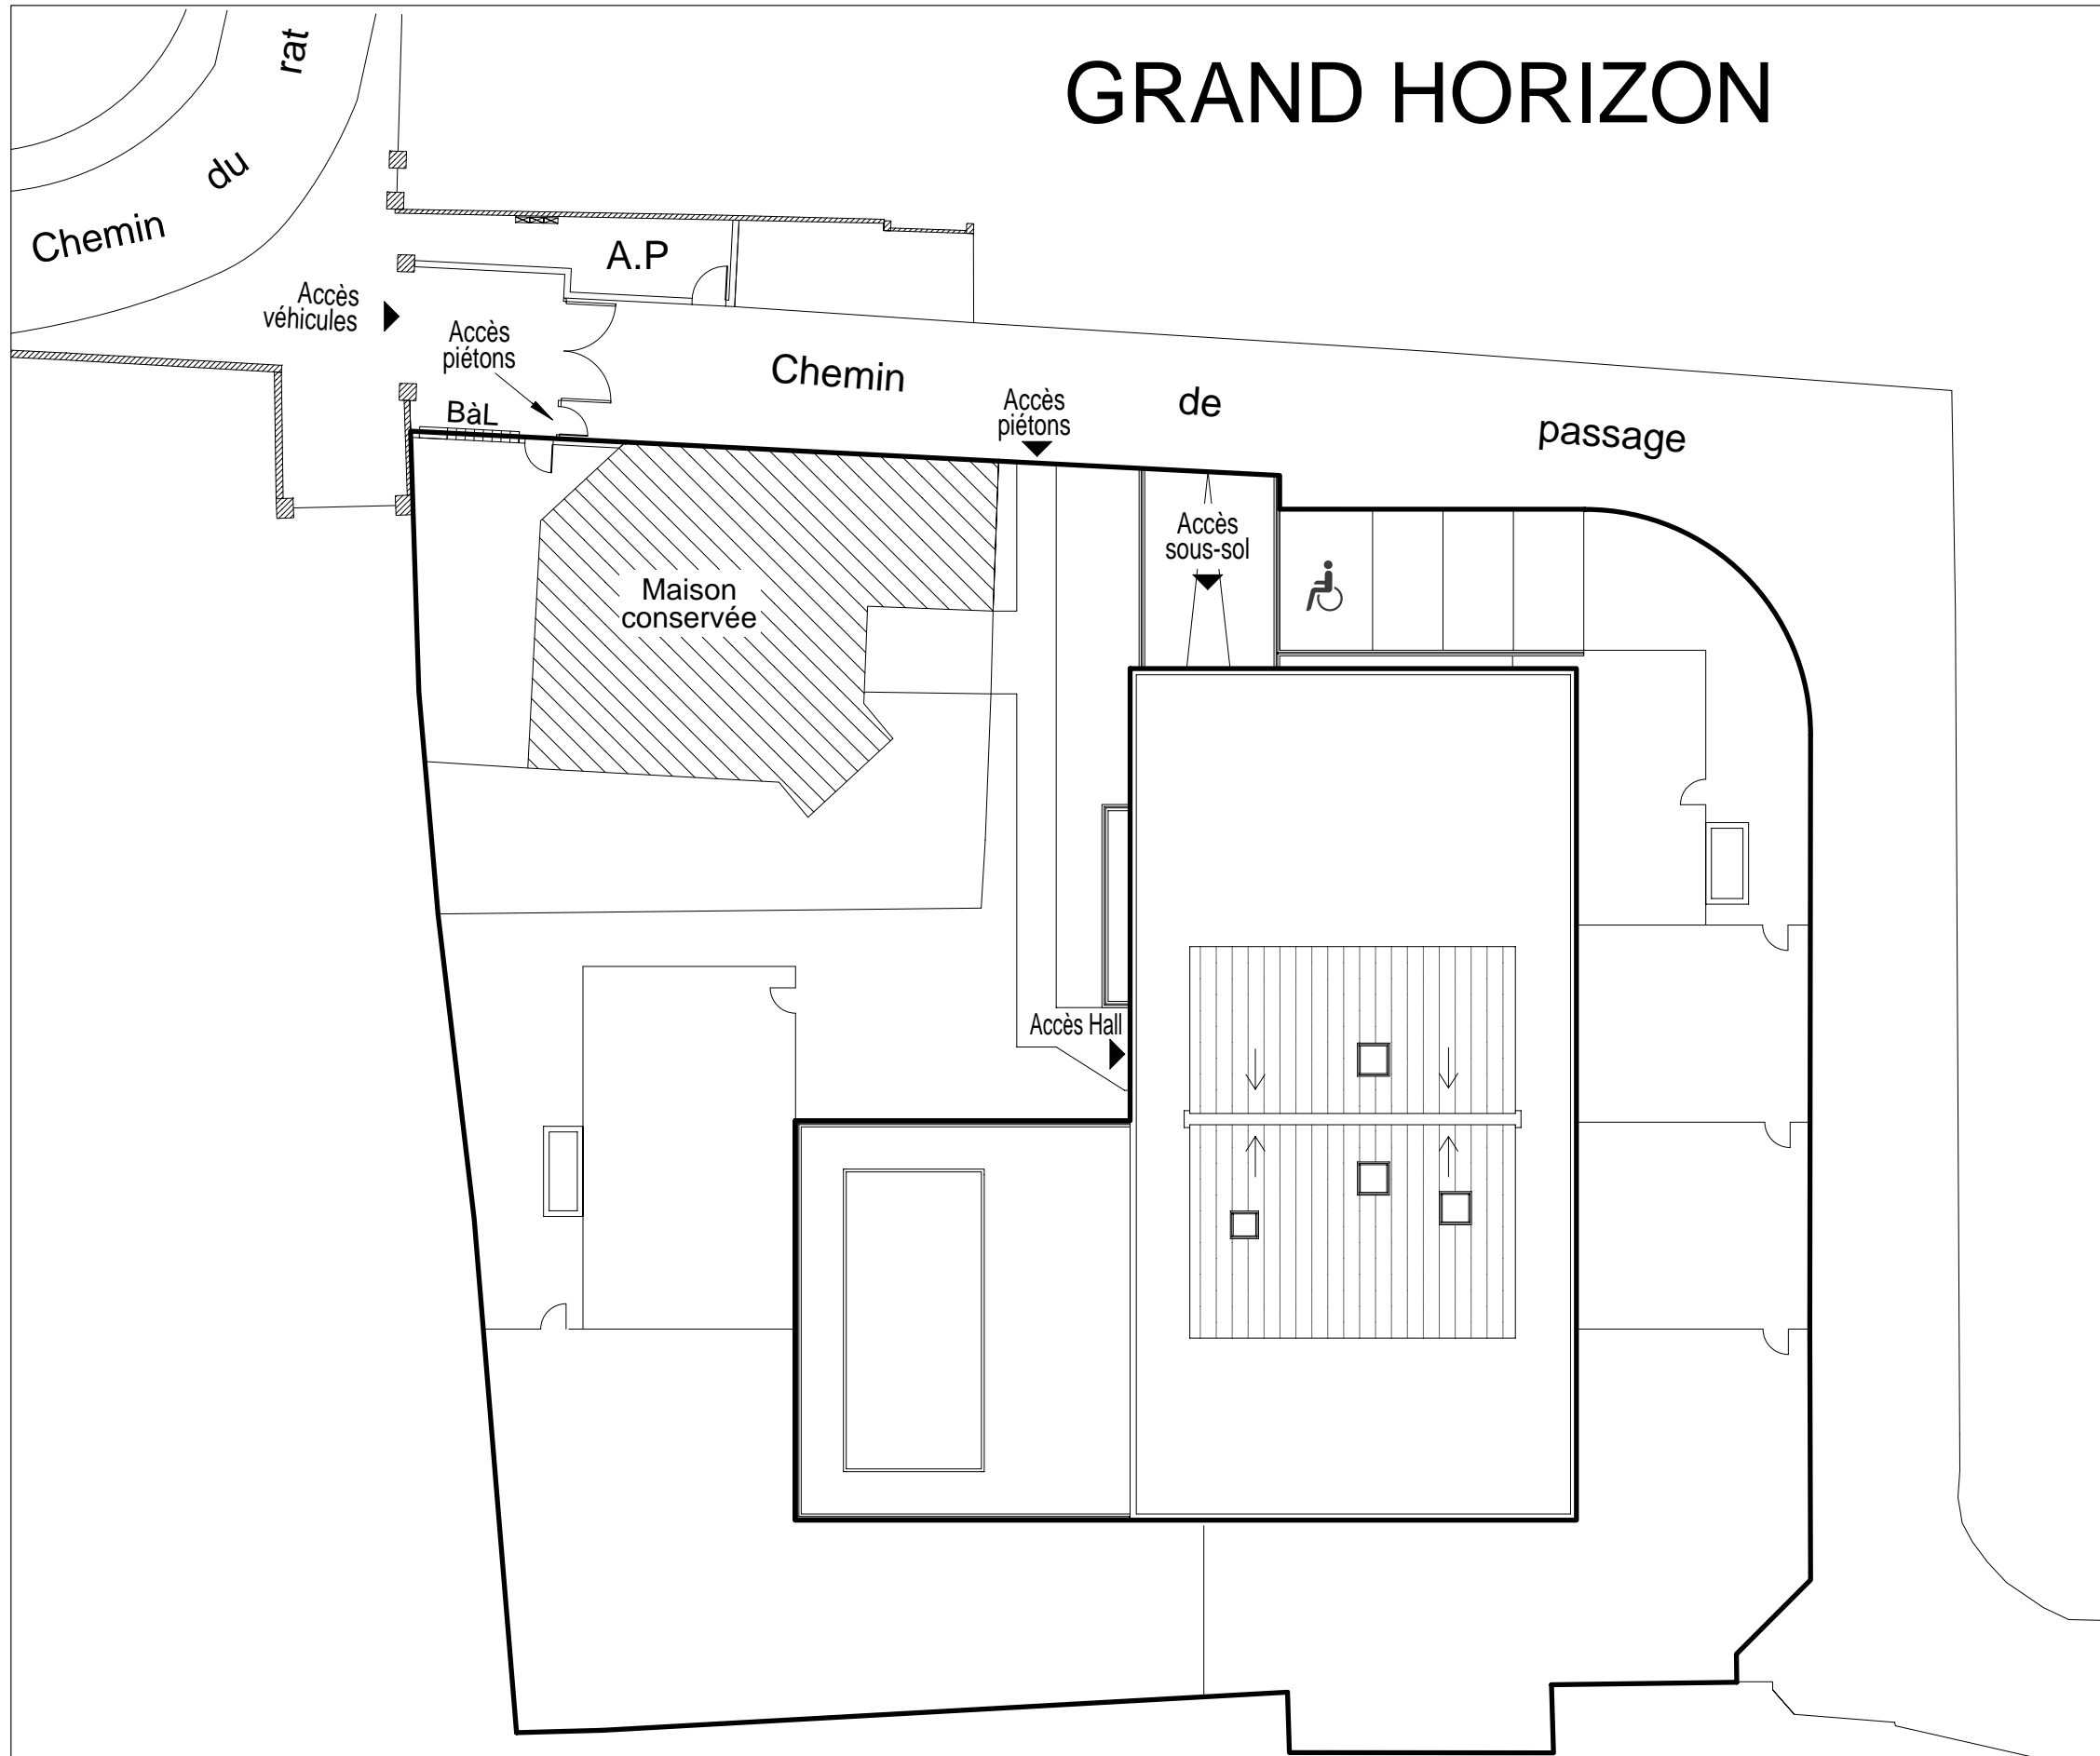 GRAND HORIZON
Chemin du rat
A.P
Accès
véhicules
Accès
piétons
BàL
Chemin de passage
Accès
piétons
Accès
sous-sol
Maison
conservée
Accès Hall